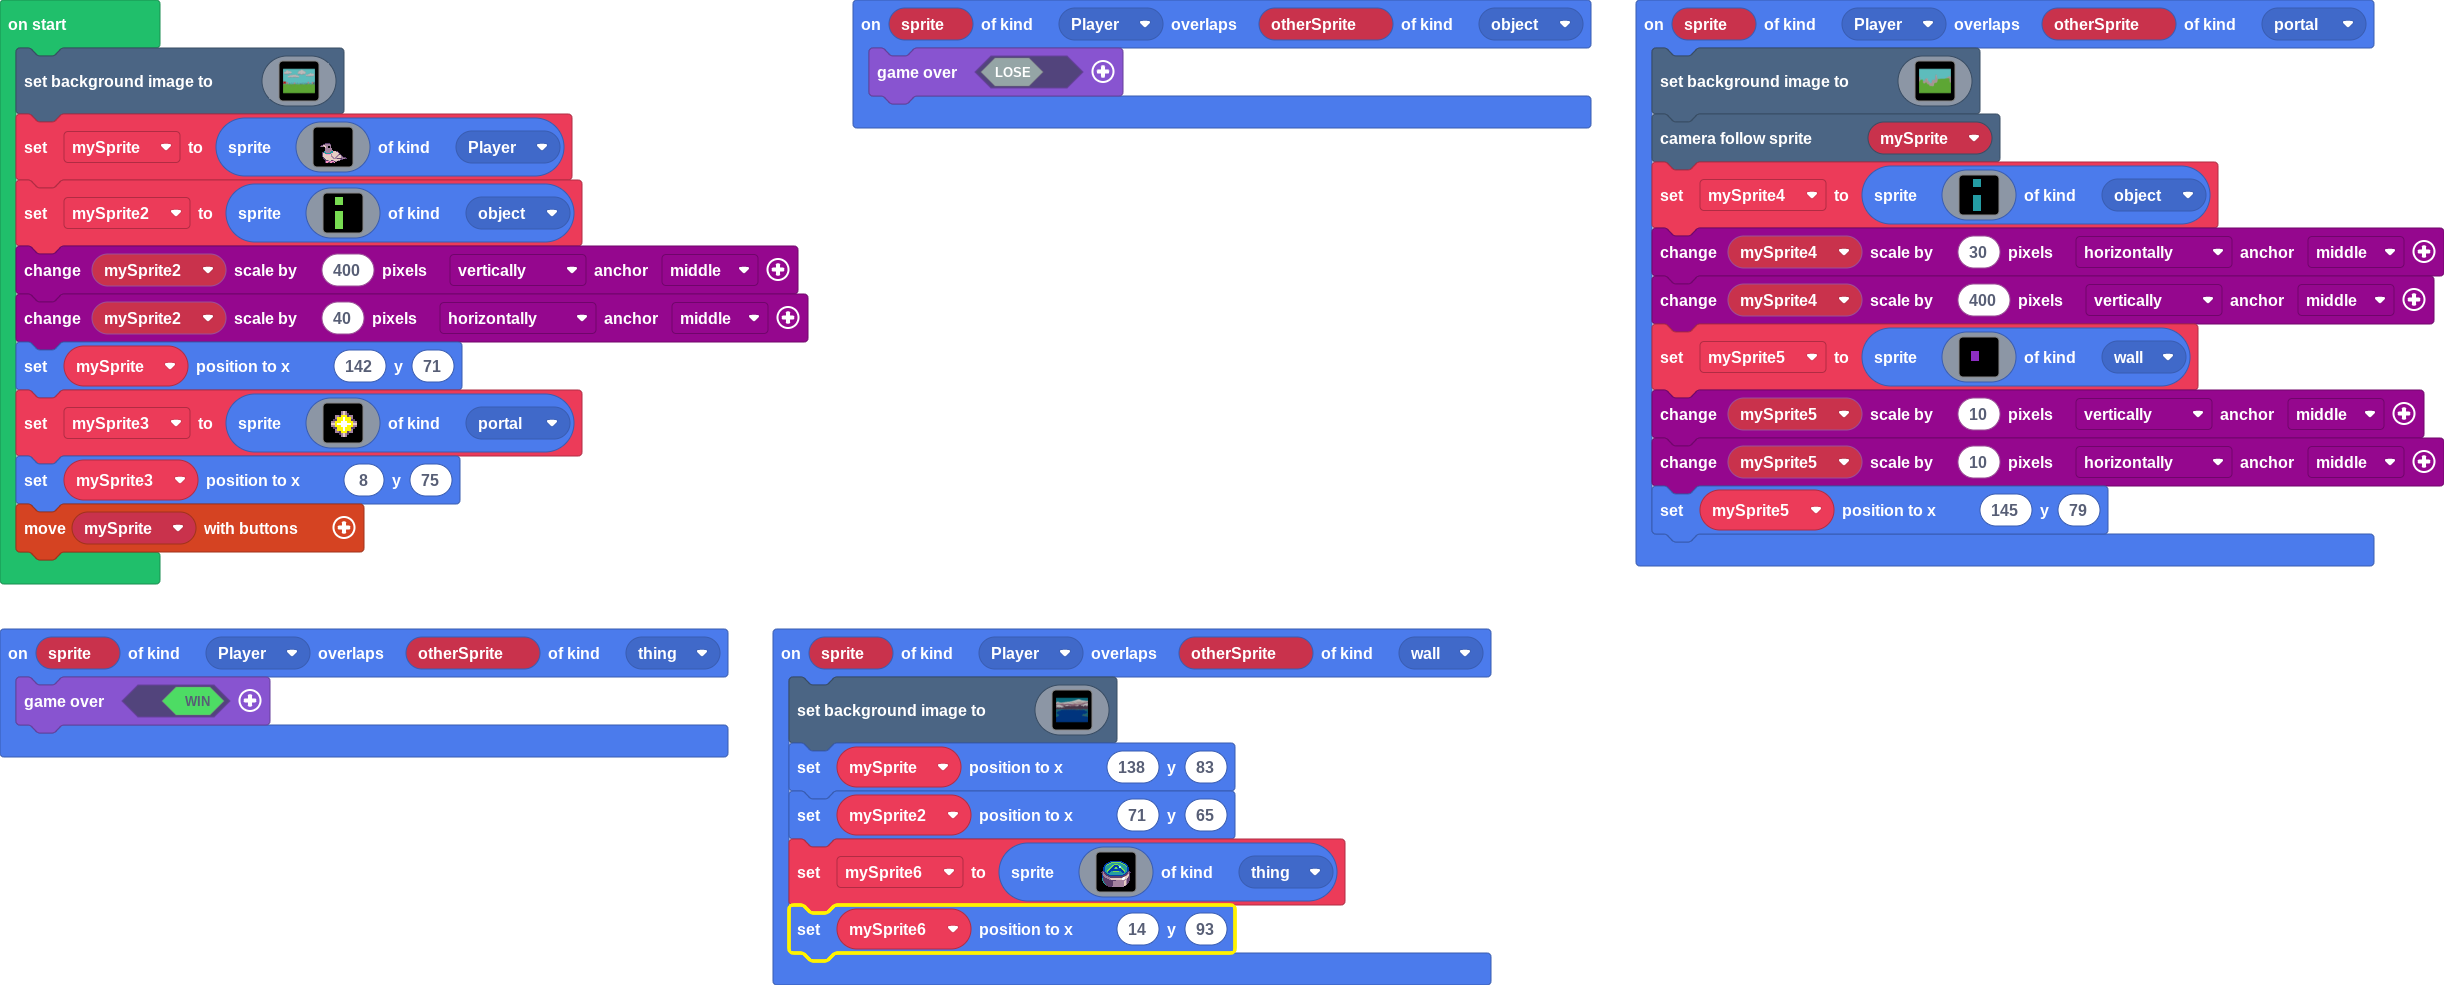 on start
set background image to
set mySprite to sprite of kind Player
set mySprite2 to sprite of kind object
change mySprite2 scale by 400 pixels vertically anchor middle
change mySprite2 scale by 40 pixels horizontally anchor middle
set mySprite position to x 142 y 71
set mySprite3 to sprite of kind portal
set mySprite3 position to x 8 y 75
move mySprite with buttons
on sprite of kind Player overlaps otherSprite of kind object
game over LOSE
on sprite of kind Player overlaps otherSprite of kind portal
set background image to
camera follow sprite mySprite
set mySprite4 to sprite of kind object
change mySprite4 scale by 30 pixels horizontally anchor middle
change mySprite4 scale by 400 pixels vertically anchor middle
set mySprite5 to sprite of kind wall
change mySprite5 scale by 10 pixels vertically anchor middle
change mySprite5 scale by 10 pixels horizontally anchor middle
set mySprite5 position to x 145 y 79
on sprite of kind Player overlaps otherSprite of kind thing
game over WIN
on sprite of kind Player overlaps otherSprite of kind wall
set background image to
set mySprite position to x 138 y 83
set mySprite2 position to x 71 y 65
set mySprite6 to sprite of kind thing
set mySprite6 position to x 14 y 93